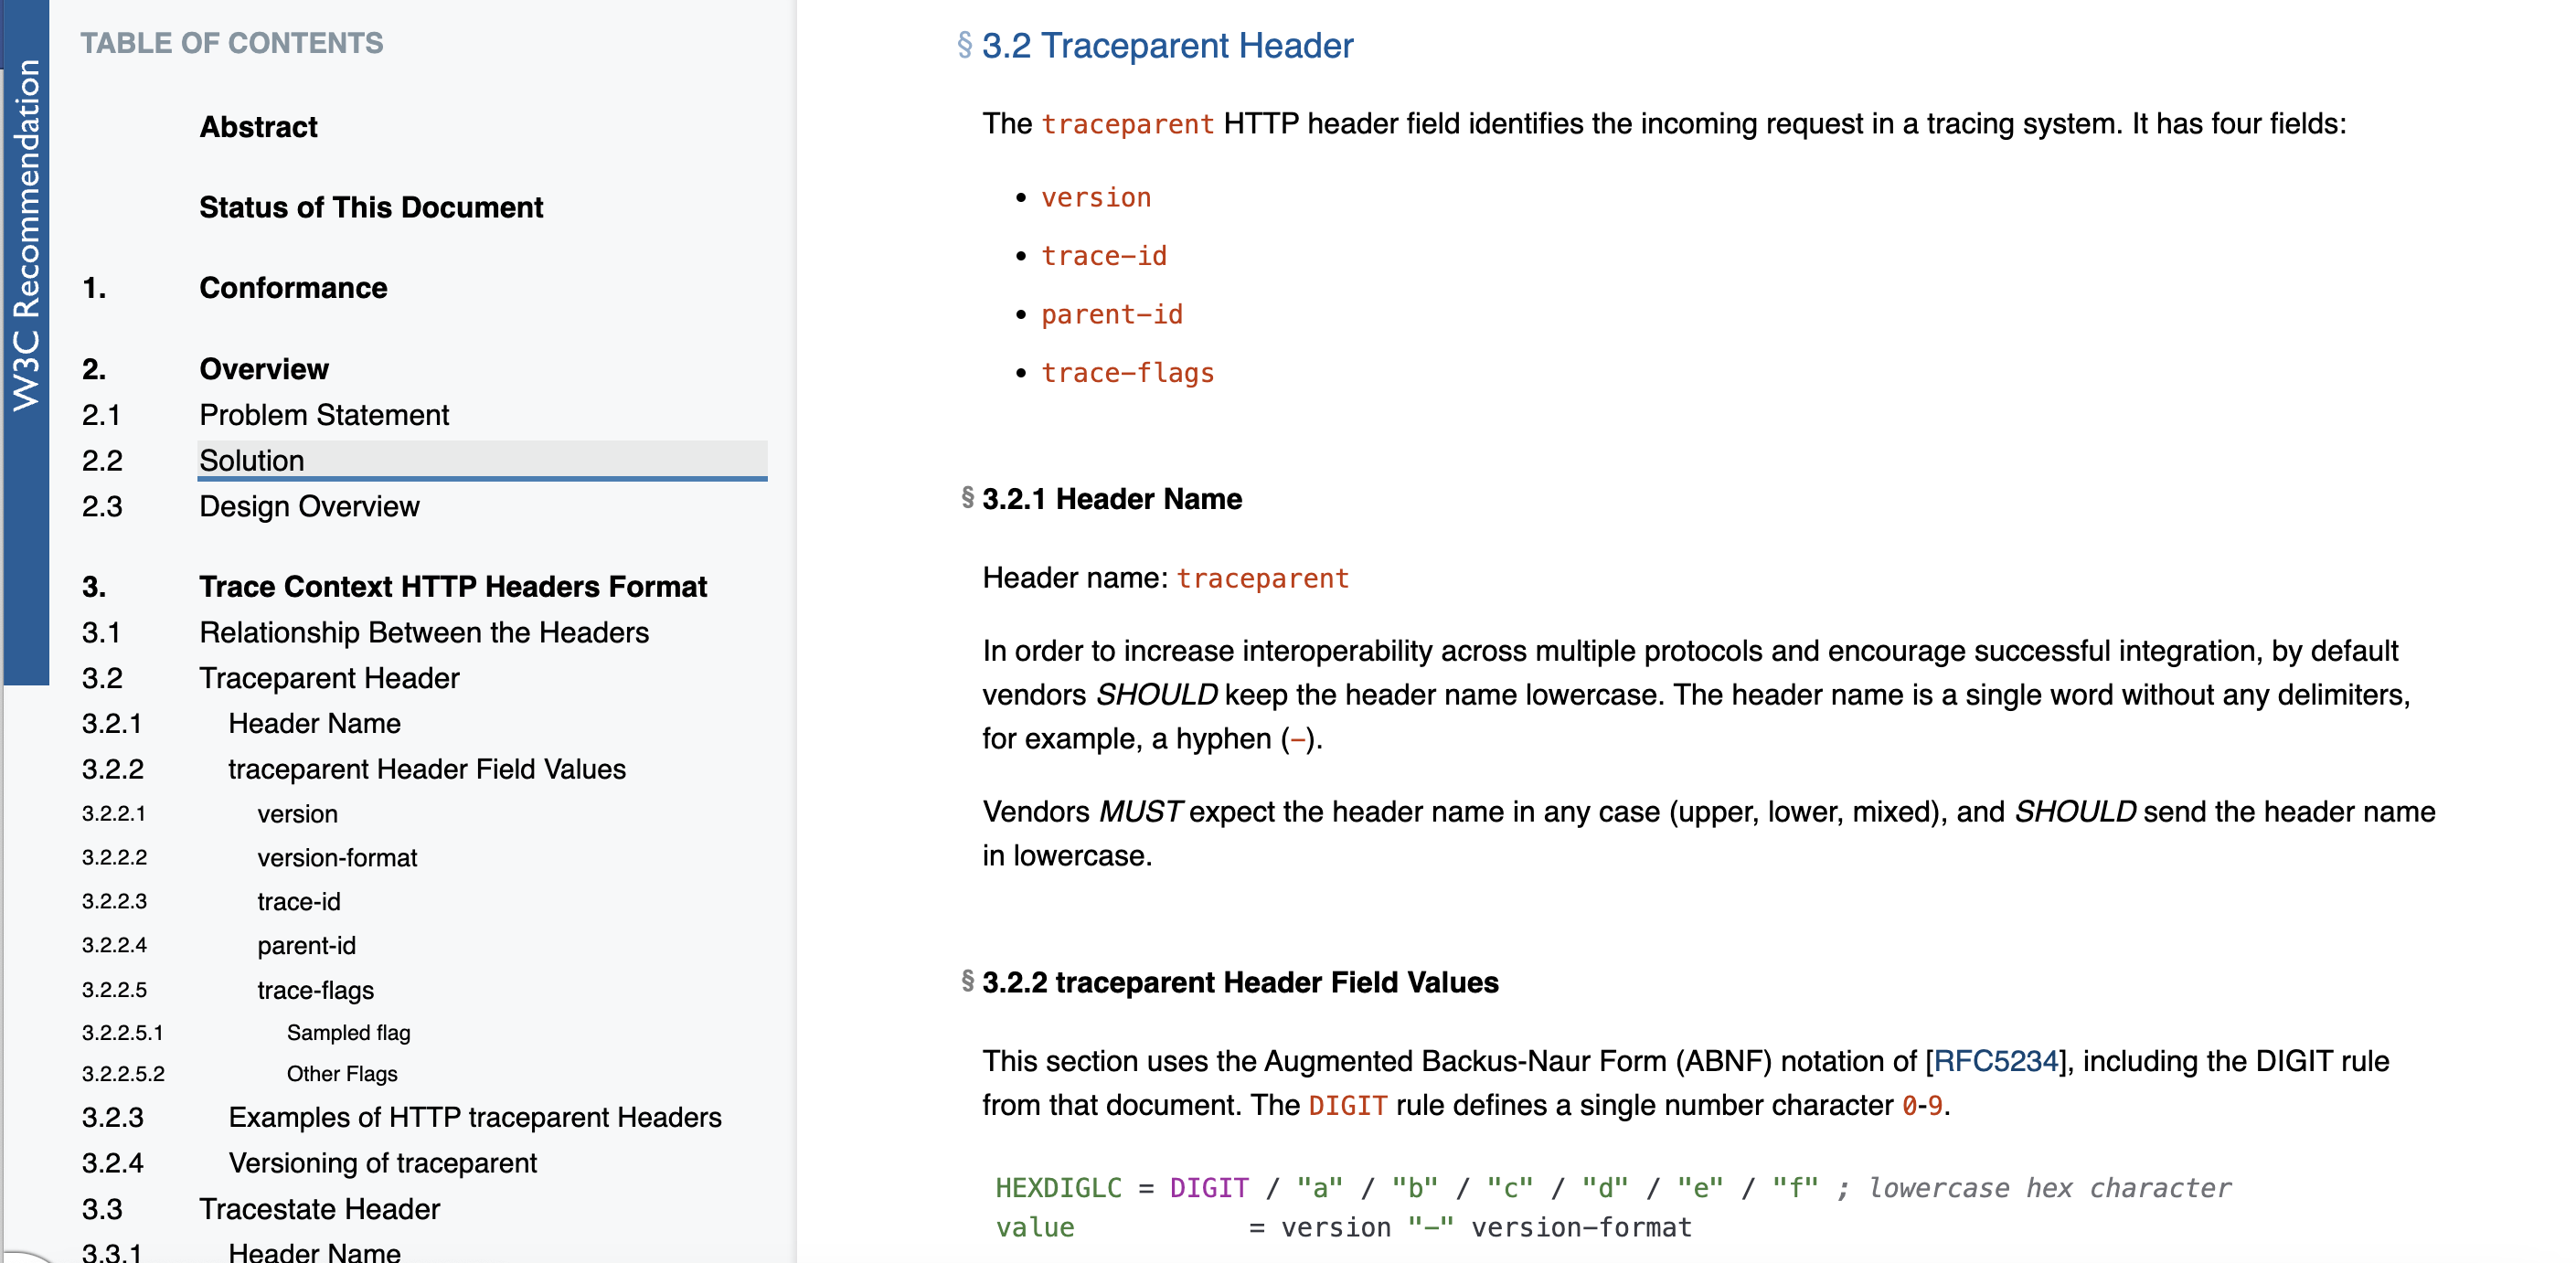 W3C Recommendation
TABLE OF CONTENTS
Abstract
Status of This Document
1. Conformance
2. Overview
2.1 Problem Statement
2.2 Solution
2.3 Design Overview
3. Trace Context HTTP Headers Format
3.1 Relationship Between the Headers
3.2 Traceparent Header
3.2.1 Header Name
3.2.2 traceparent Header Field Values
3.2.2.1 version
3.2.2.2 version-format
3.2.2.3 trace-id
3.2.2.4 parent-id
3.2.2.5 trace-flags
3.2.2.5.1 Sampled flag
3.2.2.5.2 Other Flags
3.2.3 Examples of HTTP traceparent Headers
3.2.4 Versioning of traceparent
3.3 Tracestate Header
3.3.1 Header Name
§ 3.2 Traceparent Header
The traceparent HTTP header field identifies the incoming request in a tracing system. It has four fields:
• version
• trace-id
• parent-id
• trace-flags
§ 3.2.1 Header Name
Header name: traceparent
In order to increase interoperability across multiple protocols and encourage successful integration, by default
vendors SHOULD keep the header name lowercase. The header name is a single word without any delimiters,
for example, a hyphen (-).
Vendors MUST expect the header name in any case (upper, lower, mixed), and SHOULD send the header name
in lowercase.
§ 3.2.2 traceparent Header Field Values
This section uses the Augmented Backus-Naur Form (ABNF) notation of [RFC5234], including the DIGIT rule
from that document. The DIGIT rule defines a single number character 0-9.
HEXDIGLC = DIGIT / "a" / "b" / "c" / "d" / "e" / "f" ; lowercase hex character
value = version "-" version-format